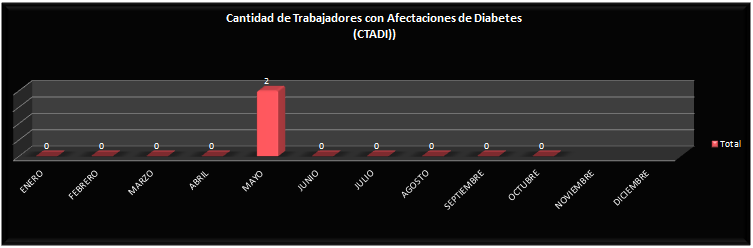 Cantidad de Trabajadores con Afectaciones de Diabetes
(CTADI))
2
0 0 0 0 0 0 0 0 0
Total
ENERO FEBRERO MARZO ABRIL MAYO JUNIO JULIO AGOSTO SEPTIEMBRE OCTUBRE NOVIEMBRE DICIEMBRE